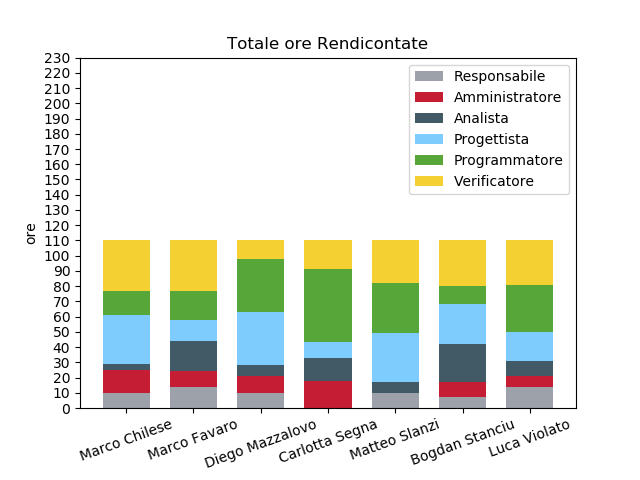 Totale ore Rendicontate
230
220
210
200
190
180
170
160
150
140
130
120
110
100
90
80
70
60
50
40
30
20
10
0
ore
Responsabile
Amministratore
Analista
Progettista
Programmatore
Verificatore
Marco Chilese
Marco Favaro
Diego Mazzalovo
Carlotta Segna
Matteo Slanzi
Bogdan Stanciu
Luca Violato